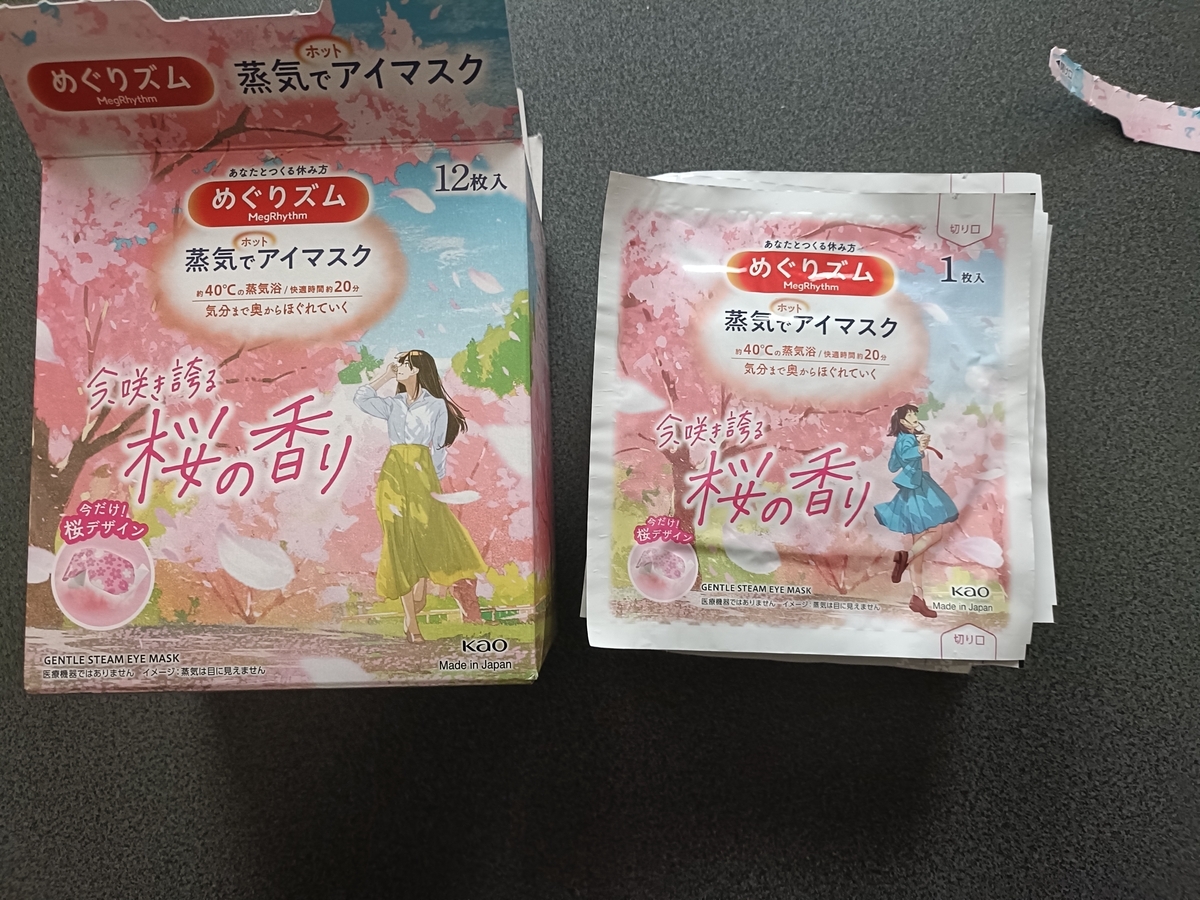 めぐりズム
MegRhythm
ホット
蒸気でアイマスク
あなたとつくる休み方
めぐりズム
MegRhythm
12枚入
ホット
蒸気でアイマスク
約40℃の蒸気浴/快適時間約20分
気分まで奥からほぐれていく
今咲き誇る
桜の香り
今だけ!
桜デザイン
GENTLE STEAM EYE MASK
医療機器ではありません イメージ:蒸気は目に見えません
Kao
Made in Japan
切り口
あなたとつくる休み方
めぐりズム
MegRhythm
1枚入
ホット
蒸気でアイマスク
約40℃の蒸気浴/快適時間約20分
気分まで奥からほぐれていく
今咲き誇る
桜の香り
今だけ!
桜デザイン
GENTLE STEAM EYE MASK
医療機器ではありません イメージ:蒸気は目に見えません
Kao
Made in Japan
切り口